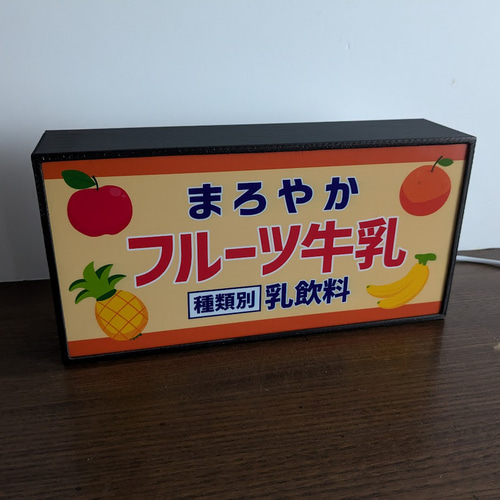 まろやか
フルーツ牛乳
種類別 乳飲料